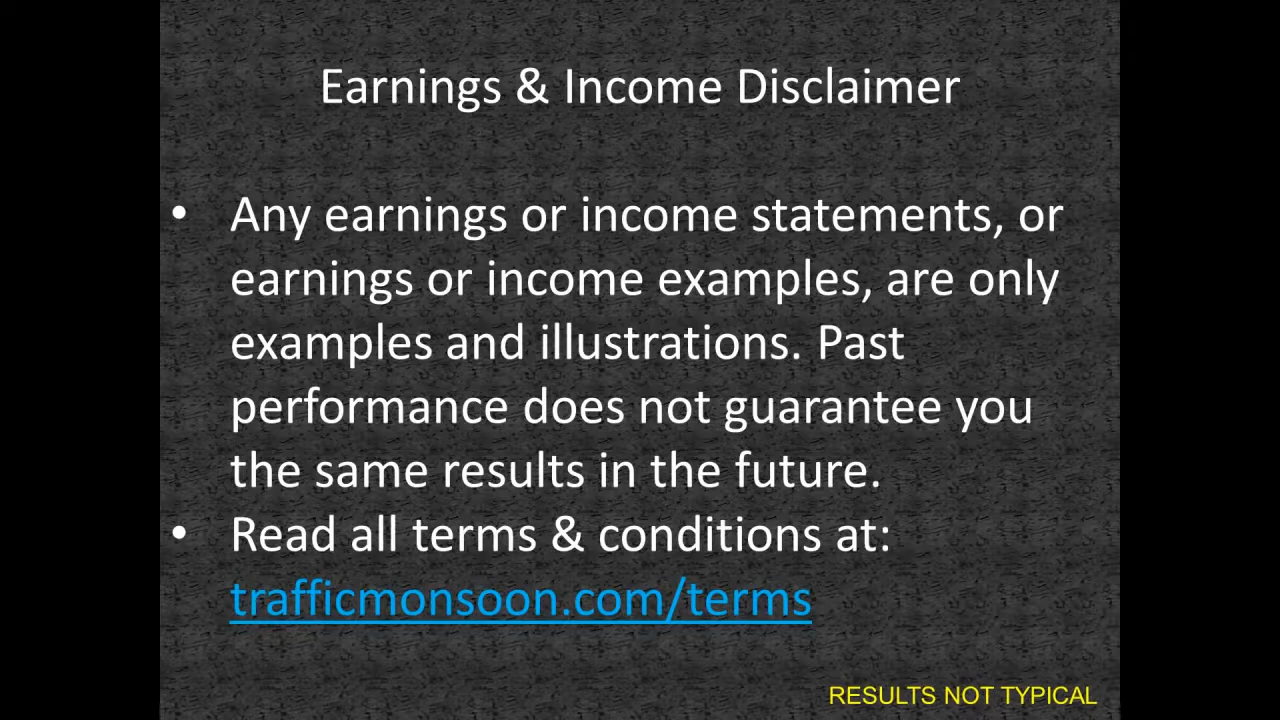 Earnings & Income Disclaimer
• Any earnings or income statements, or
earnings or income examples, are only
examples and illustrations. Past
performance does not guarantee you
the same results in the future.
• Read all terms & conditions at:
trafficmonsoon.com/terms
RESULTS NOT TYPICAL